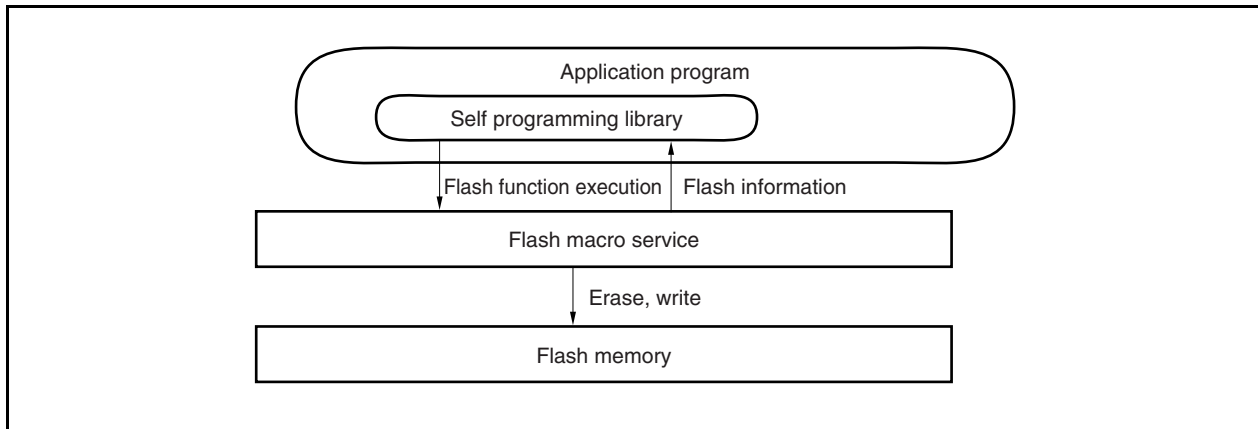 Application program
Self programming library
Flash function execution
Flash information
Flash macro service
Erase, write
Flash memory